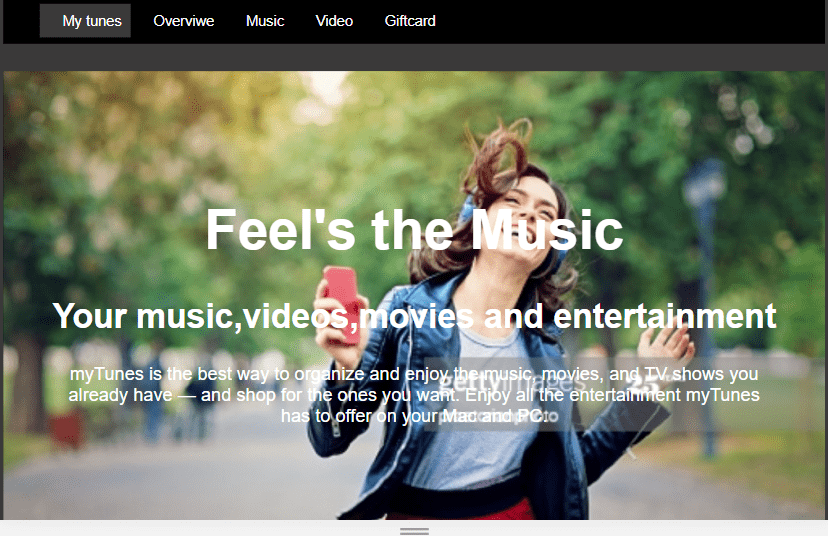 My tunes Overviwe Music Video Giftcard
Feel's the Music
Your music,videos,movies and entertainment
myTunes is the best way to organize and enjoy the music, movies, and TV shows you
already have — and shop for the ones you want. Enjoy all the entertainment myTunes
has to offer on your Mac and PC.
gettyimages